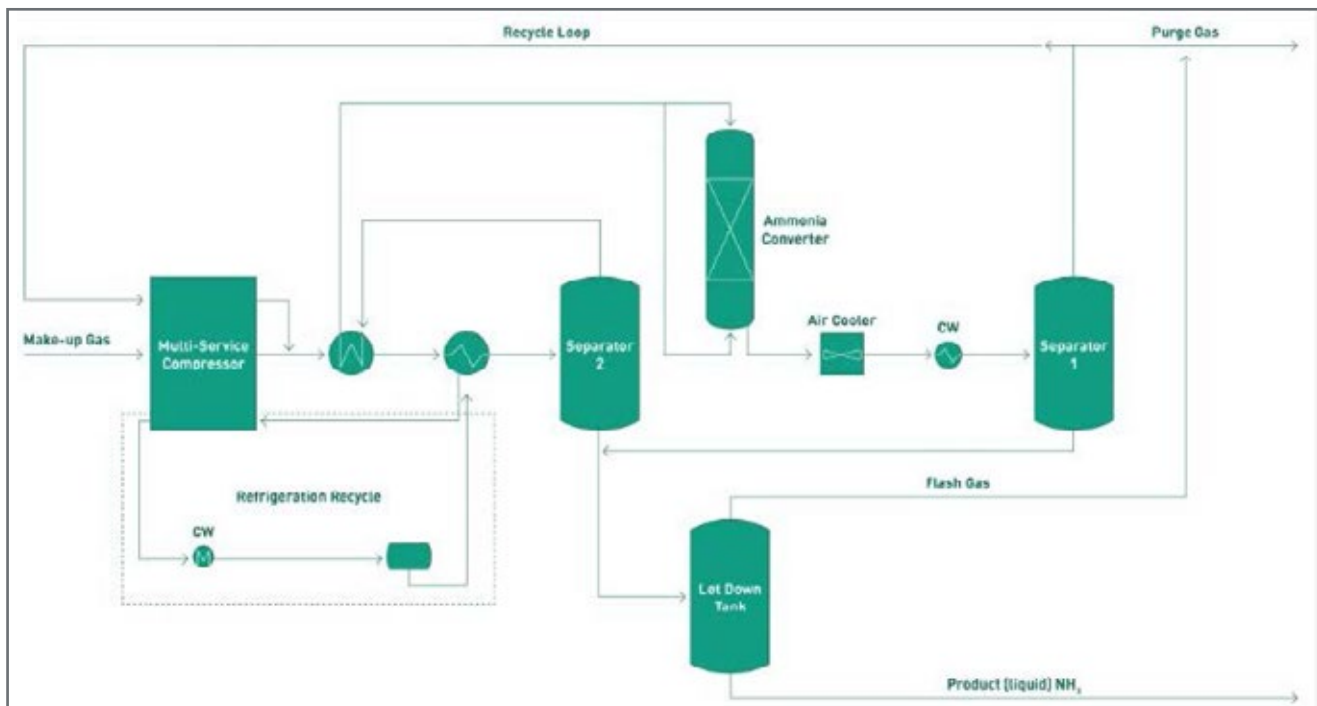 Recycle Loop
Purge Gas
Ammonia
Converter
Make-up Gas
Multi-Service
Compressor
Separator
2
Air Cooler
CW
Separator
1
Refrigeration Recycle
CW
Flash Gas
Let Down
Tank
Product (liquid) NH₃